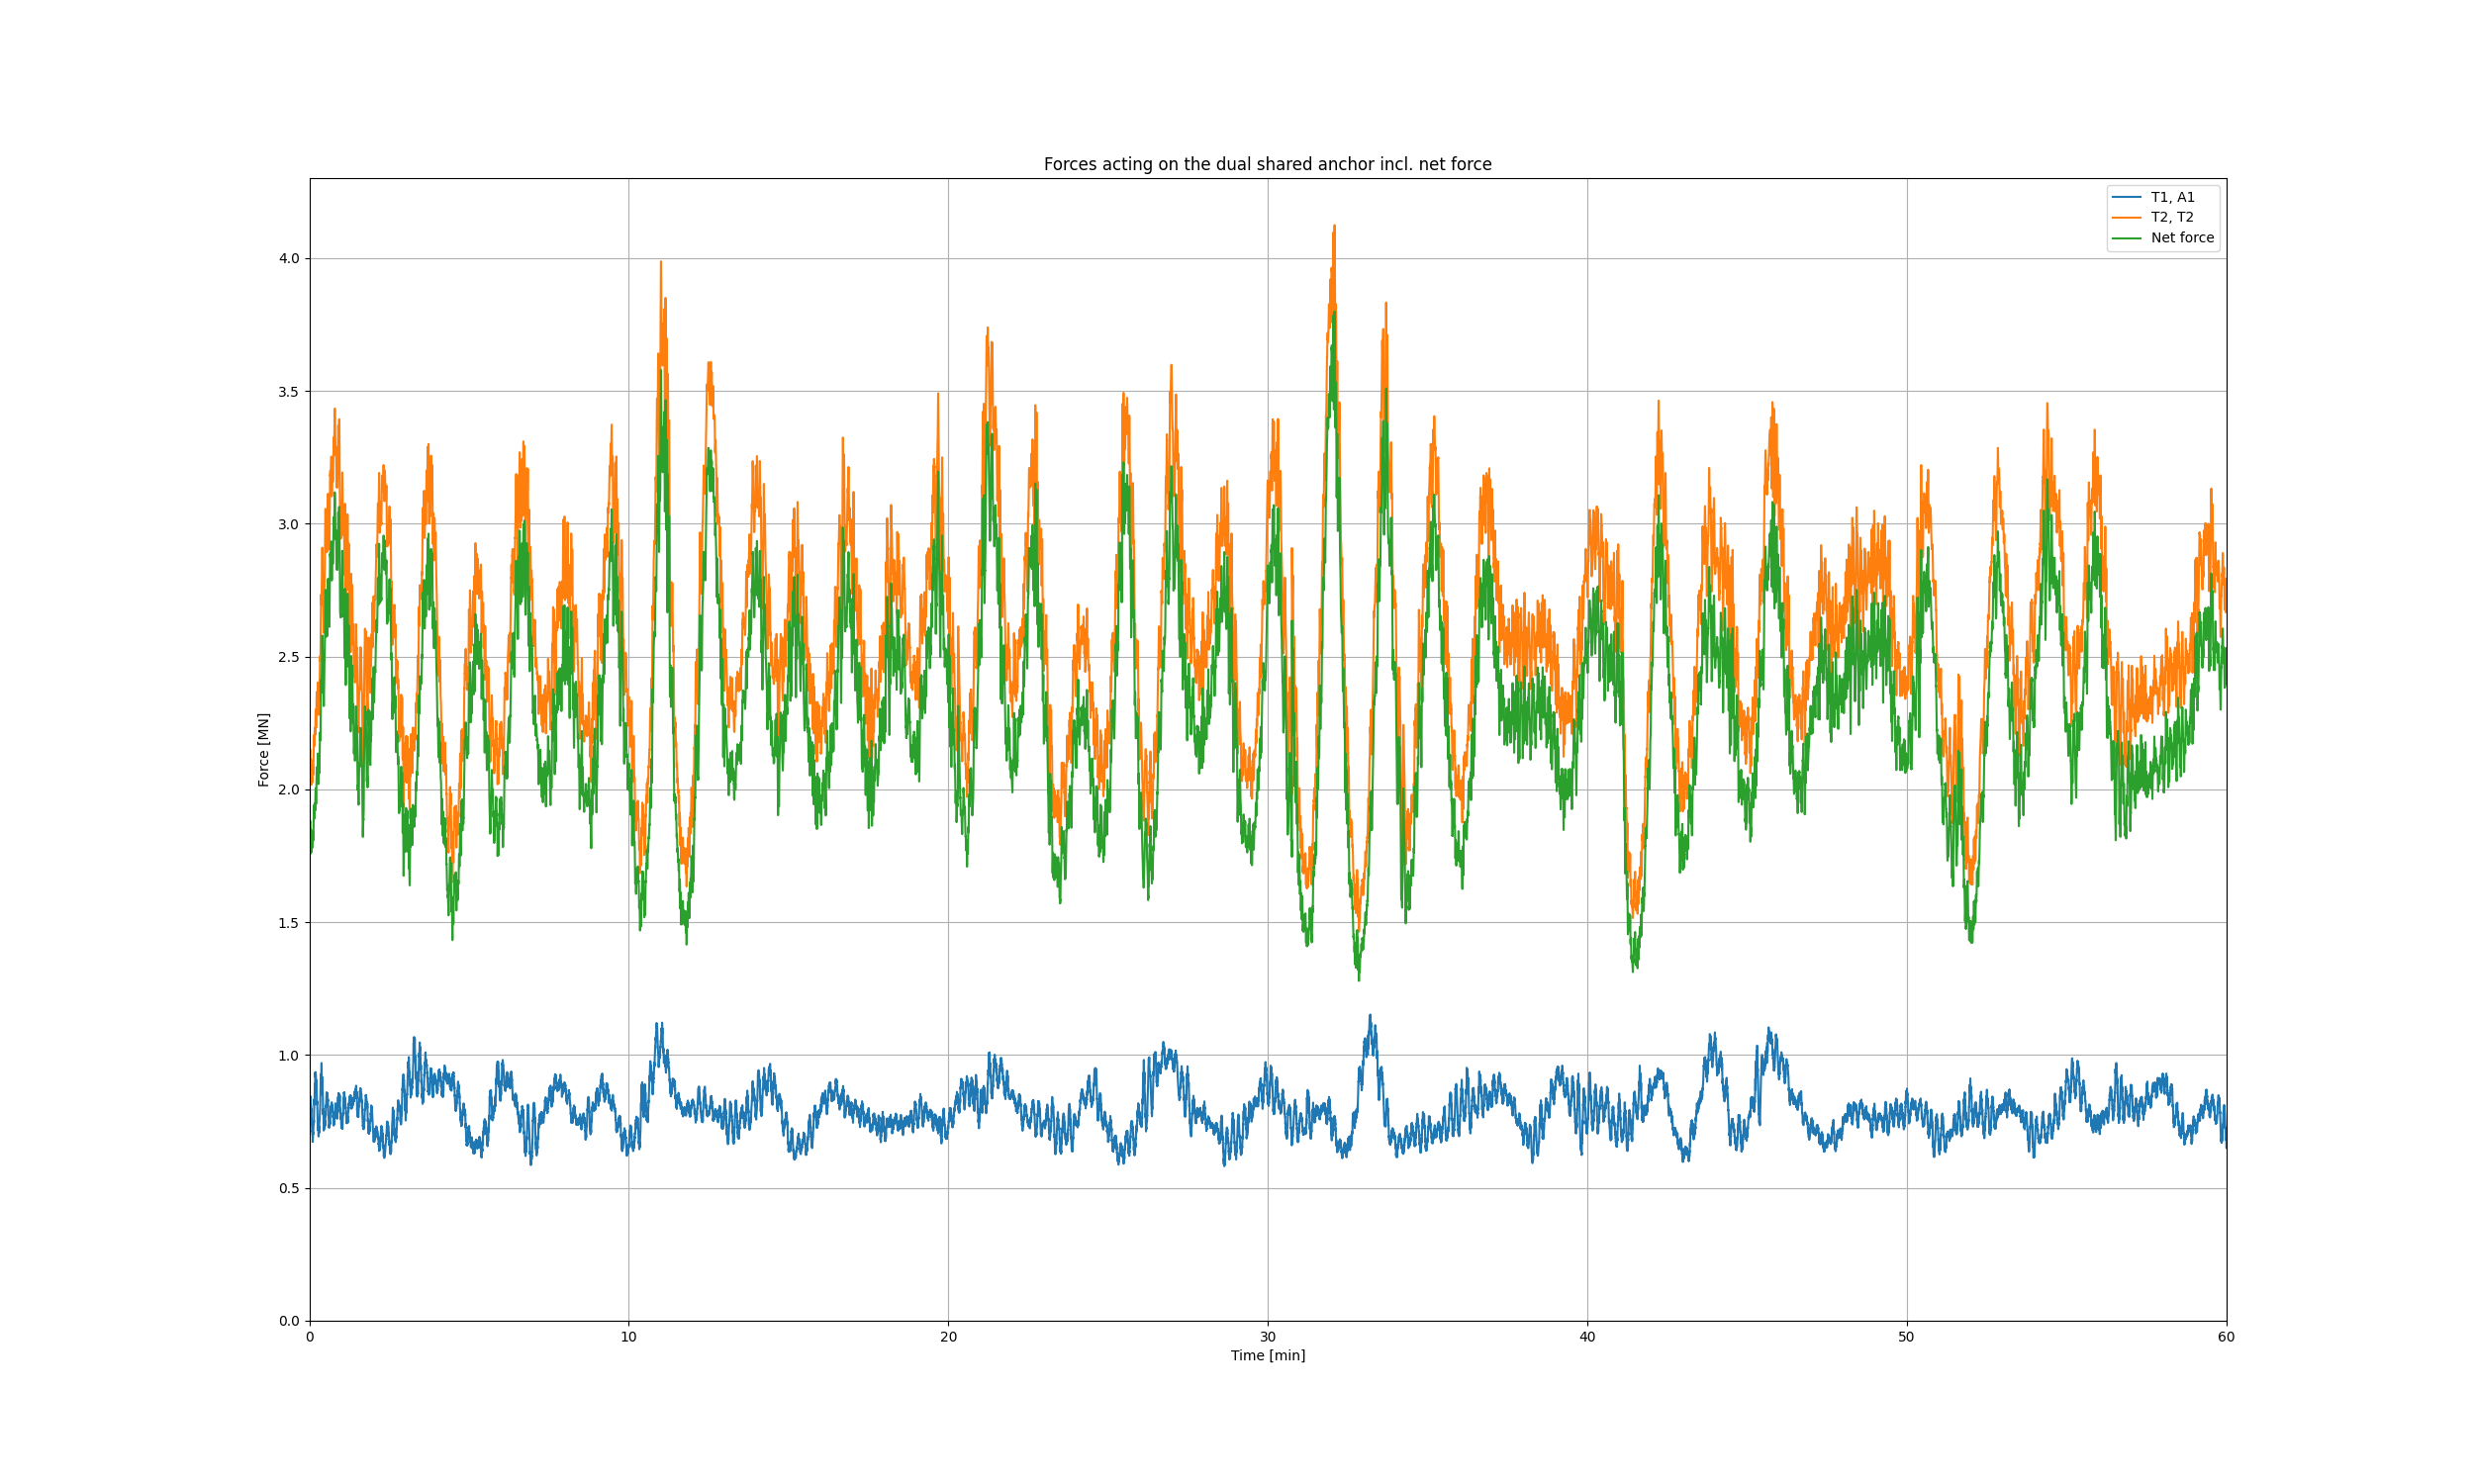 Forces acting on the dual shared anchor incl. net force
T1, A1
T2, T2
Net force
Force [MN]
4.0
3.5
3.0
2.5
2.0
1.5
1.0
0.5
0.0
0 10 20 30 40 50 60
Time [min]